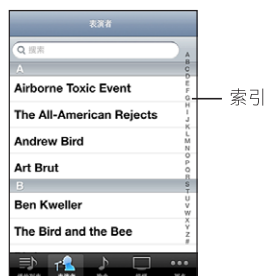 表演者
搜索
A
Airborne Toxic Event
The All-American Rejects
Andrew Bird
Art Brut
B
Ben Kweller
The Bird and the Bee
A
B
C
D
E
F
G
H
I
J
K
L
M
N
O
P
Q
R
S
T
U
V
W
X
Y
Z
#
索引